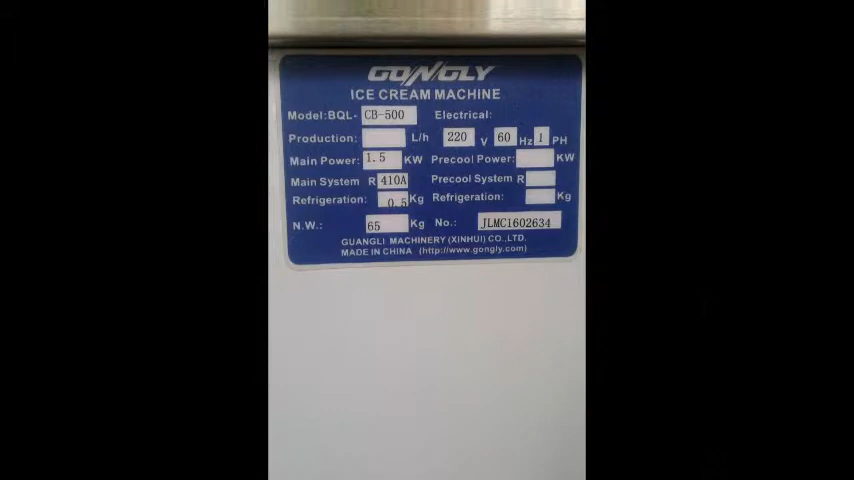 GONGLY
ICE CREAM MACHINE
Model:BQL- CB-500 Electrical:
Production: L/h 220 V 60 Hz 1 PH
Main Power: 1.5 KW Precool Power: KW
Main System R 410A Precool System R
Refrigeration: 0.5 Kg Refrigeration: Kg
N.W.: 65 Kg No.: JLMC1602634
GUANGLI MACHINERY (XINHUI) CO.,LTD.
MADE IN CHINA (http://www.gongly.com)